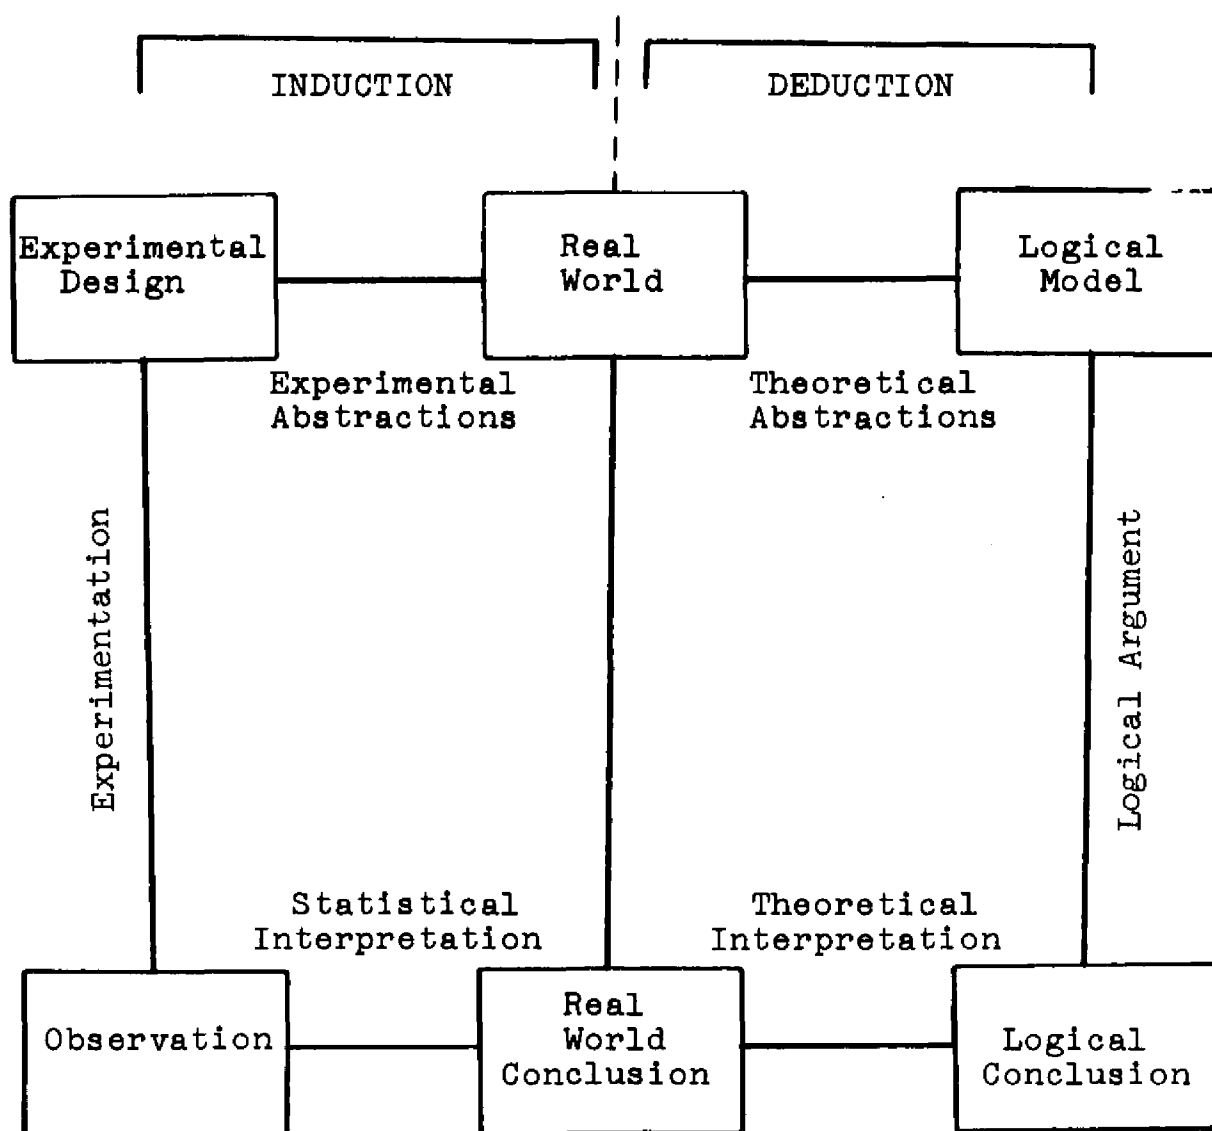 INDUCTION
DEDUCTION
Experimental
Design
Real
World
Logical
Model
Experimental
Abstractions
Theoretical
Abstractions
Experimentation
Logical Argument
Statistical
Interpretation
Theoretical
Interpretation
Observation
Real
World
Conclusion
Logical
Conclusion